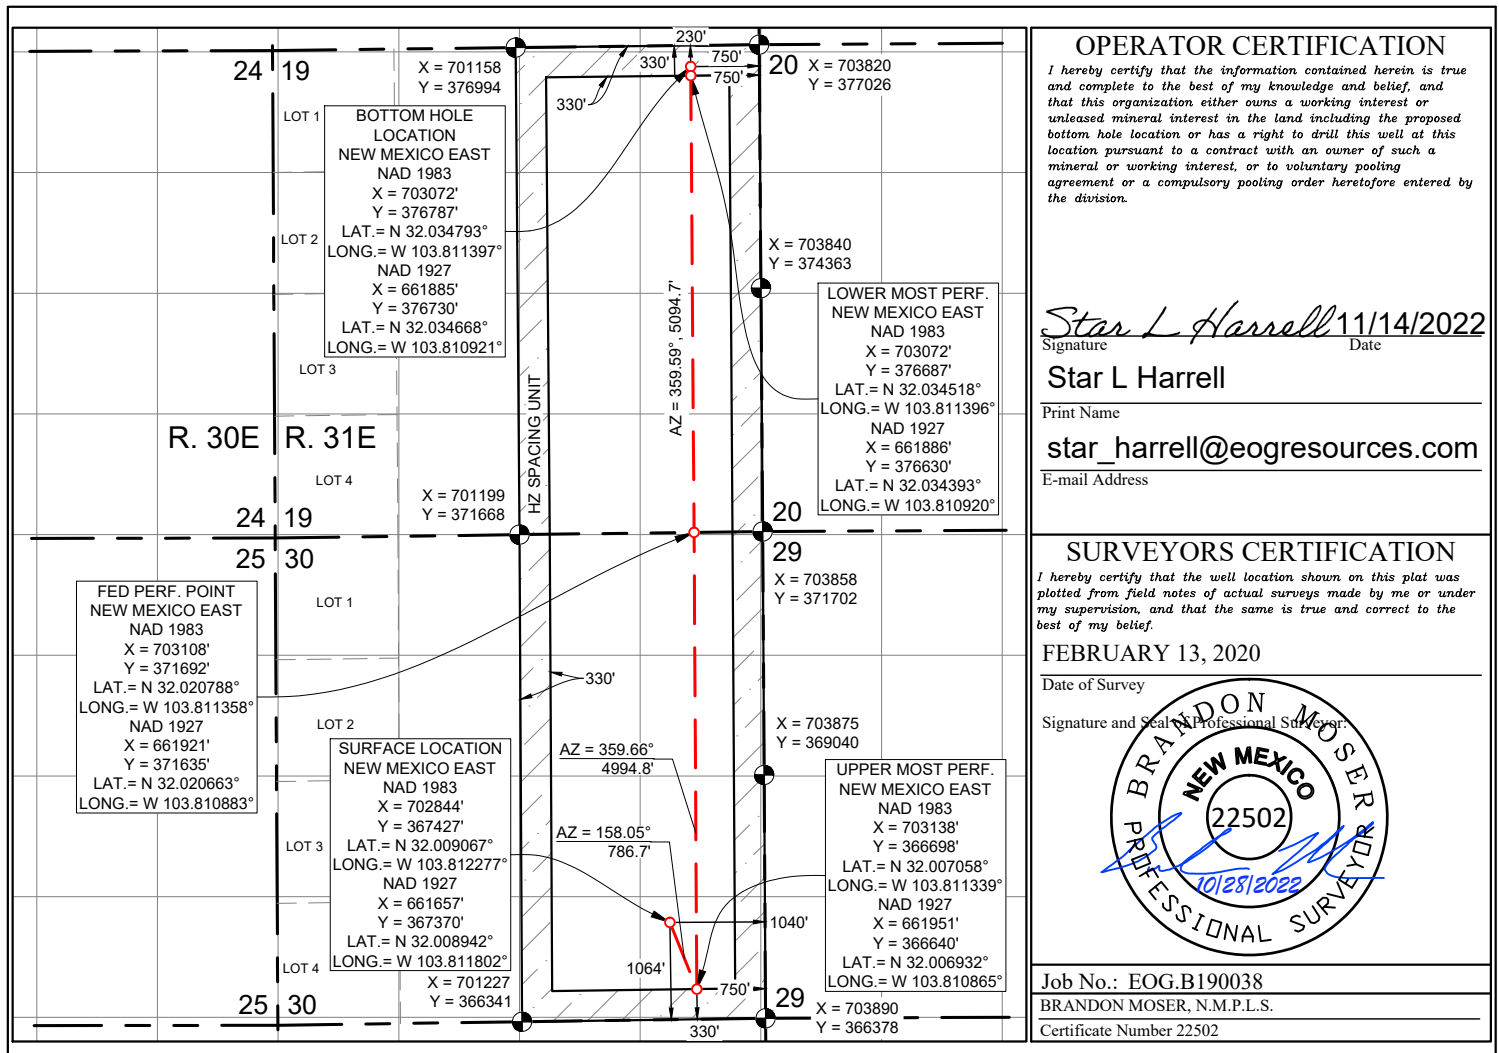 230'
750'
330'
750'
330'
24 19
20
X = 701158
Y = 376994
X = 703820
Y = 377026
LOT 1
BOTTOM HOLE
LOCATION
NEW MEXICO EAST
NAD 1983
X = 703072'
Y = 376787'
LAT.= N 32.034793°
LONG.= W 103.811397°
NAD 1927
X = 661885'
Y = 376730'
LAT.= N 32.034668°
LONG.= W 103.810921°
LOT 2
X = 703840
Y = 374363
LOWER MOST PERF.
NEW MEXICO EAST
NAD 1983
X = 703072'
Y = 376687'
LAT.= N 32.034518°
LONG.= W 103.811396°
NAD 1927
X = 661886'
Y = 376630'
LAT.= N 32.034393°
LONG.= W 103.810920°
AZ = 359.59°, 5094.7'
HZ SPACING UNIT
LOT 3
R. 30E R. 31E
LOT 4
X = 701199
Y = 371668
24 19
20
25 30
29
X = 703858
Y = 371702
FED PERF. POINT
NEW MEXICO EAST
NAD 1983
X = 703108'
Y = 371692'
LAT.= N 32.020788°
LONG.= W 103.811358°
NAD 1927
X = 661921'
Y = 371635'
LAT.= N 32.020663°
LONG.= W 103.810883°
LOT 1
330'
LOT 2
X = 703875
Y = 369040
SURFACE LOCATION
NEW MEXICO EAST
NAD 1983
X = 702844'
Y = 367427'
LAT.= N 32.009067°
LONG.= W 103.812277°
NAD 1927
X = 661657'
Y = 367370'
LAT.= N 32.008942°
LONG.= W 103.811802°
AZ = 359.66°
4994.8'
AZ = 158.05°
786.7'
UPPER MOST PERF.
NEW MEXICO EAST
NAD 1983
X = 703138'
Y = 366698'
LAT.= N 32.007058°
LONG.= W 103.811339°
NAD 1927
X = 661951'
Y = 366640'
LAT.= N 32.006932°
LONG.= W 103.810865°
LOT 3
1040'
1064'
LOT 4
X = 701227
Y = 366341
750'
25 30
29
330'
X = 703890
Y = 366378
OPERATOR CERTIFICATION
I hereby certify that the information contained herein is true
and complete to the best of my knowledge and belief, and
that this organization either owns a working interest or
unleased mineral interest in the land including the proposed
bottom hole location or has a right to drill this well at this
location pursuant to a contract with an owner of such a
mineral or working interest, or to voluntary pooling
agreement or a compulsory pooling order heretofore entered by
the division.
Star L Harrell 11/14/2022
Signature Date
Star L Harrell
Print Name
star_harrell@eogresources.com
E-mail Address
SURVEYORS CERTIFICATION
I hereby certify that the well location shown on this plat was
plotted from field notes of actual surveys made by me or under
my supervision, and that the same is true and correct to the
best of my belief.
FEBRUARY 13, 2020
Date of Survey
Signature and Seal of Professional Surveyor:
BRANDON MOSER
NEW MEXICO
22502
10/28/2022
PROFESSIONAL SURVEYOR
Job No.: EOG.B190038
BRANDON MOSER, N.M.P.L.S.
Certificate Number 22502